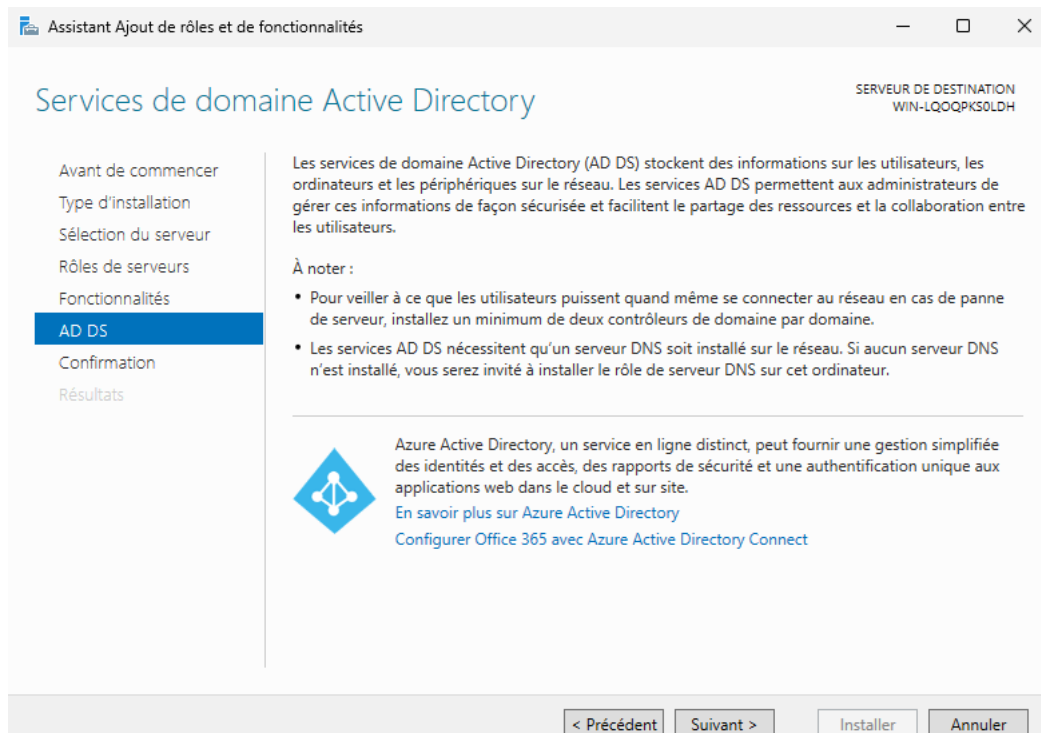 Assistant Ajout de rôles et de fonctionnalités
Services de domaine Active Directory
SERVEUR DE DESTINATION
WIN-LQOQPKS0LDH
Avant de commencer
Type d'installation
Sélection du serveur
Rôles de serveurs
Fonctionnalités
AD DS
Confirmation
Résultats
Les services de domaine Active Directory (AD DS) stockent des informations sur les utilisateurs, les
ordinateurs et les périphériques sur le réseau. Les services AD DS permettent aux administrateurs de
gérer ces informations de façon sécurisée et facilitent le partage des ressources et la collaboration entre
les utilisateurs.
À noter :
• Pour veiller à ce que les utilisateurs puissent quand même se connecter au réseau en cas de panne
de serveur, installez un minimum de deux contrôleurs de domaine par domaine.
• Les services AD DS nécessitent qu'un serveur DNS soit installé sur le réseau. Si aucun serveur DNS
n'est installé, vous serez invité à installer le rôle de serveur DNS sur cet ordinateur.
Azure Active Directory, un service en ligne distinct, peut fournir une gestion simplifiée
des identités et des accès, des rapports de sécurité et une authentification unique aux
applications web dans le cloud et sur site.
En savoir plus sur Azure Active Directory
Configurer Office 365 avec Azure Active Directory Connect
< Précédent
Suivant >
Installer
Annuler